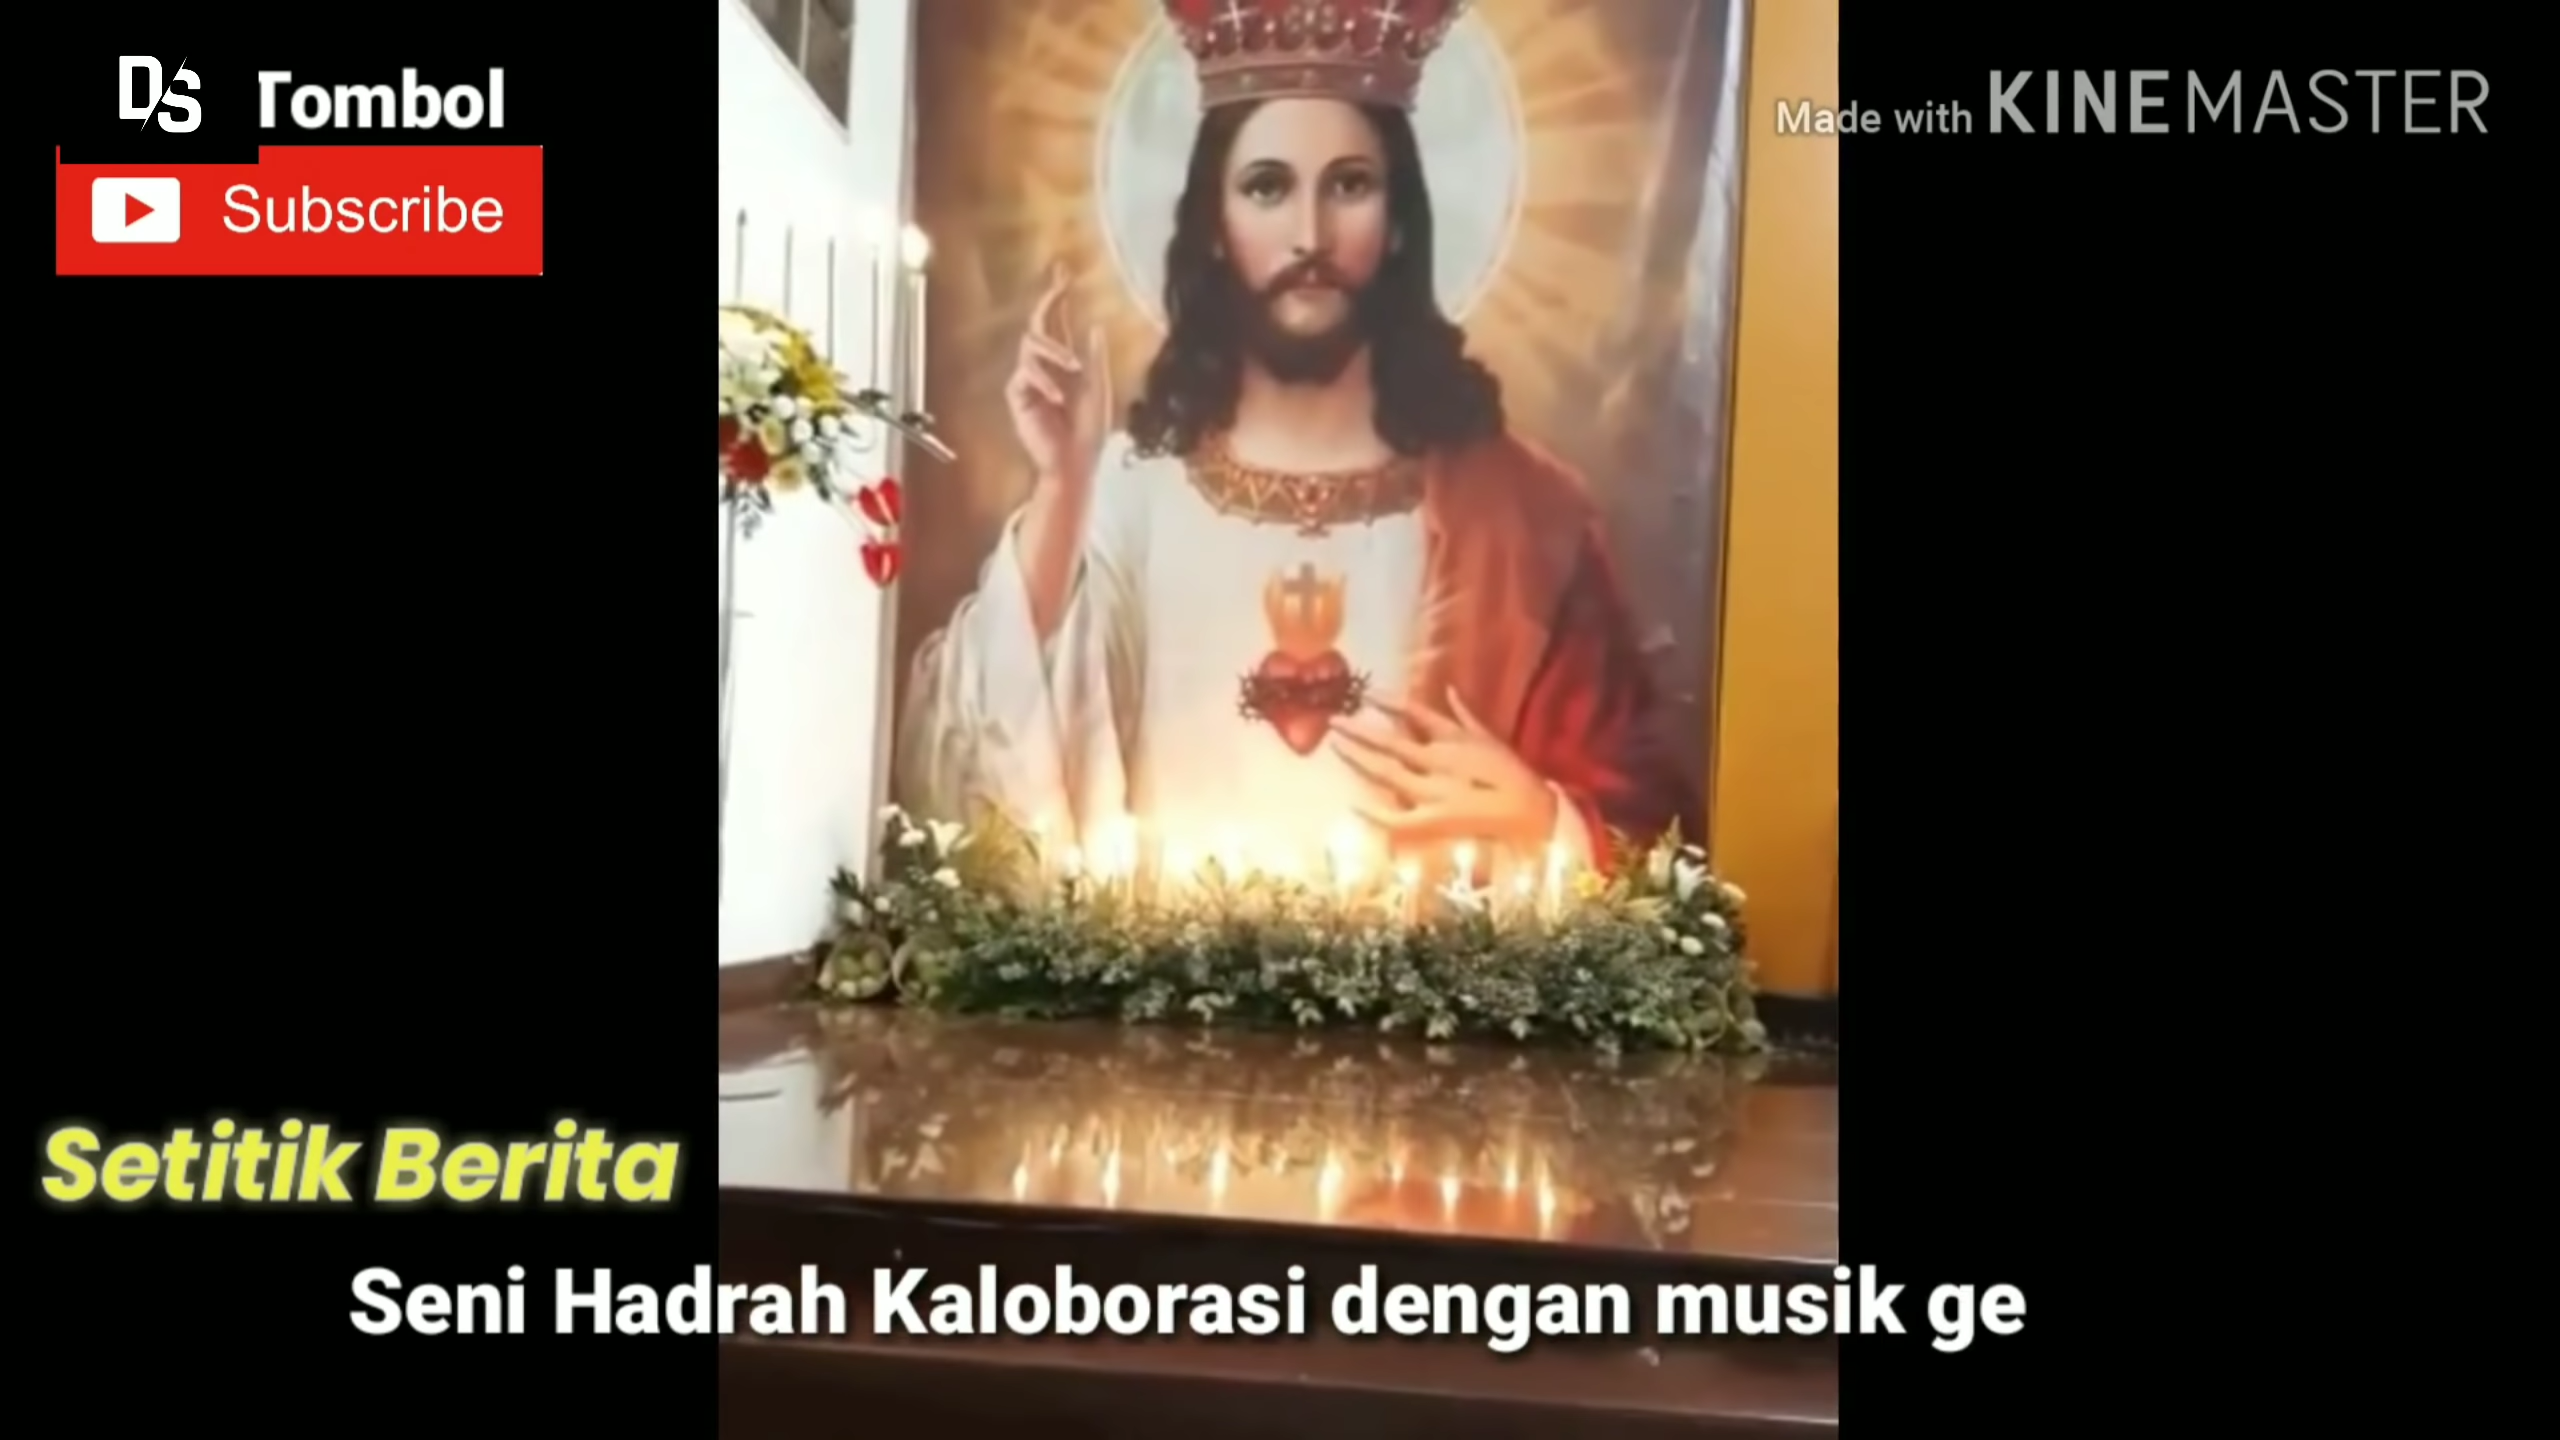 DS
Tombol
Subscribe
Made with KINEMASTER
Setitik Berita
Seni Hadrah Kaloborasi dengan musik ge